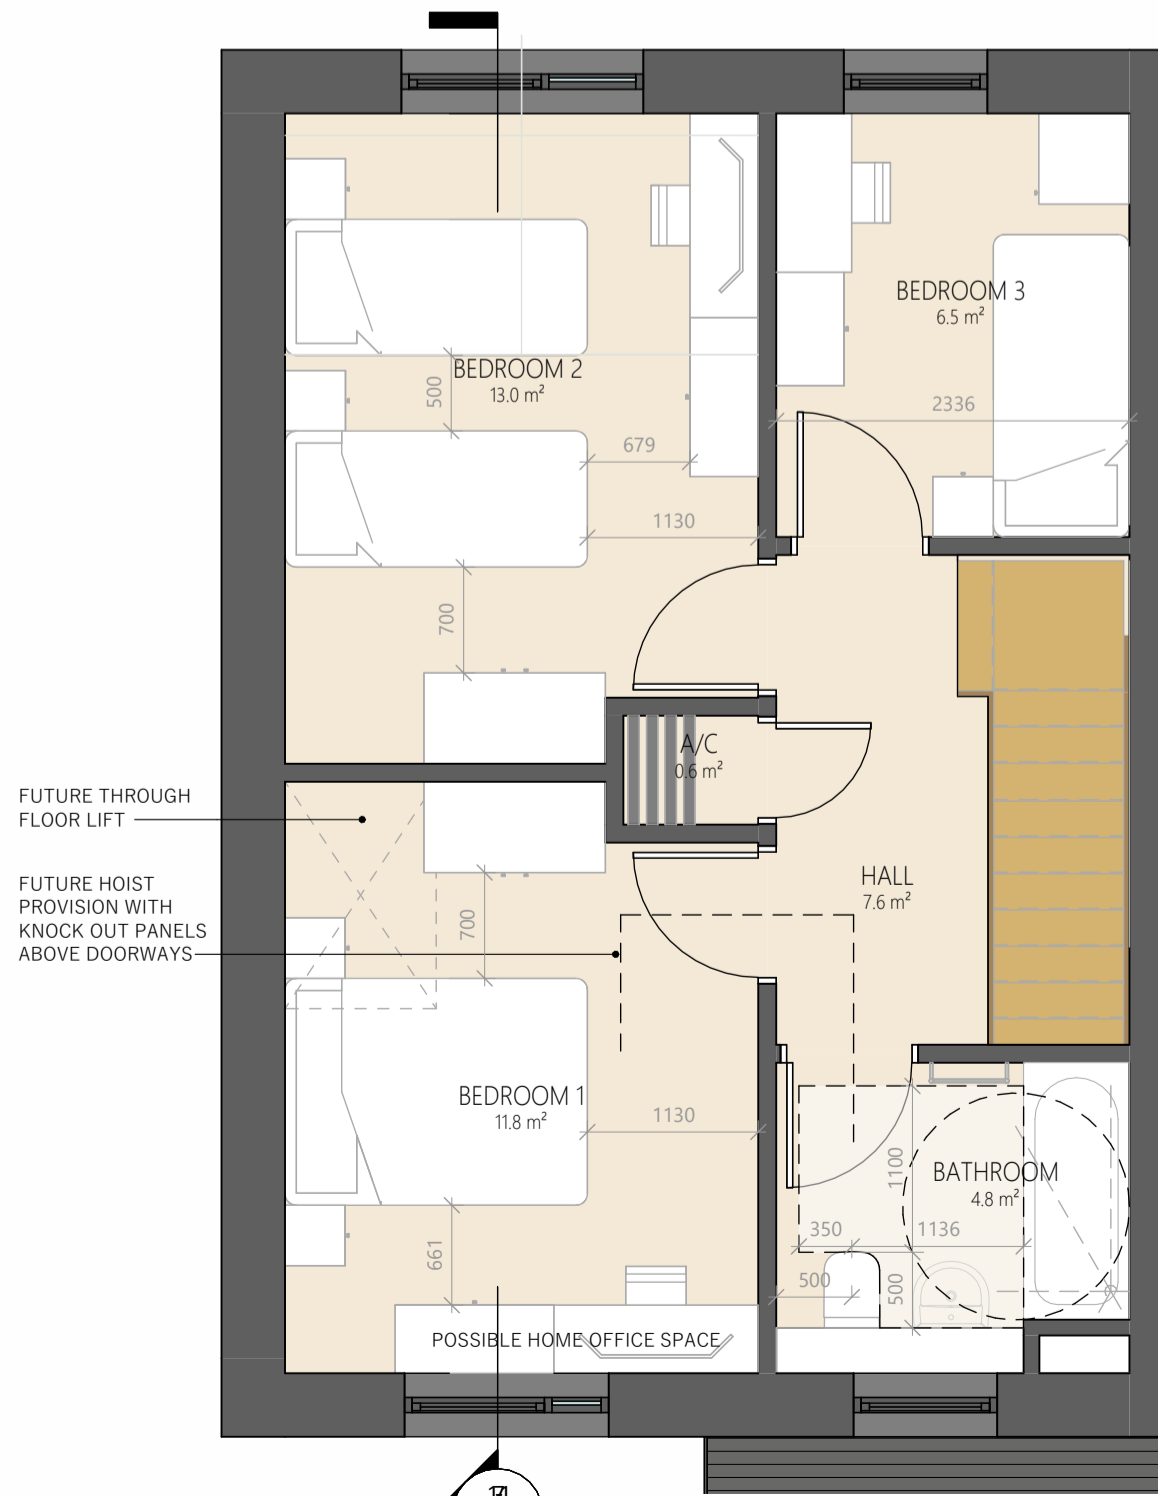 BEDROOM 3
6.5 m²
BEDROOM 2
13.0 m²
500
2336
679
1130
700
A/C
0.6 m²
FUTURE THROUGH
FLOOR LIFT
HALL
7.6 m²
FUTURE HOIST
PROVISION WITH
KNOCK OUT PANELS
ABOVE DOORWAYS
700
BEDROOM 1
11.8 m²
1130
1100
BATHROOM
4.8 m²
350
1136
661
500
500
POSSIBLE HOME OFFICE SPACE